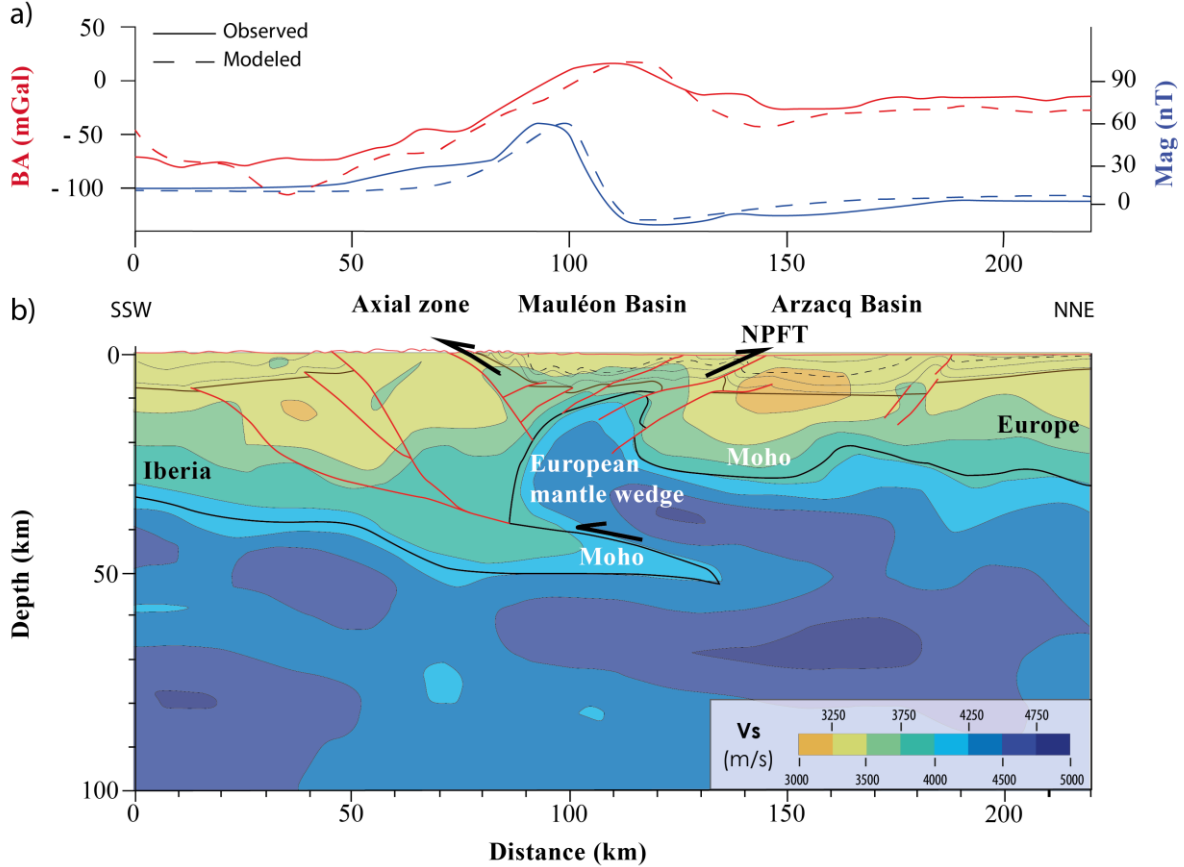 a)
50
0
- 50
- 100
BA (mGal)
Observed
Modeled
90
60
30
0
Mag (nT)
0 50 100 150 200
b)
SSW
Axial zone
Mauléon Basin
Arzacq Basin
NNE
NPFT
0
50
100
Depth (km)
Iberia
European
mantle wedge
Moho
Europe
Moho
Vs
(m/s)
3250 3750 4250 4750
3000 3500 4000 4500 5000
0 50 100 150 200
Distance (km)